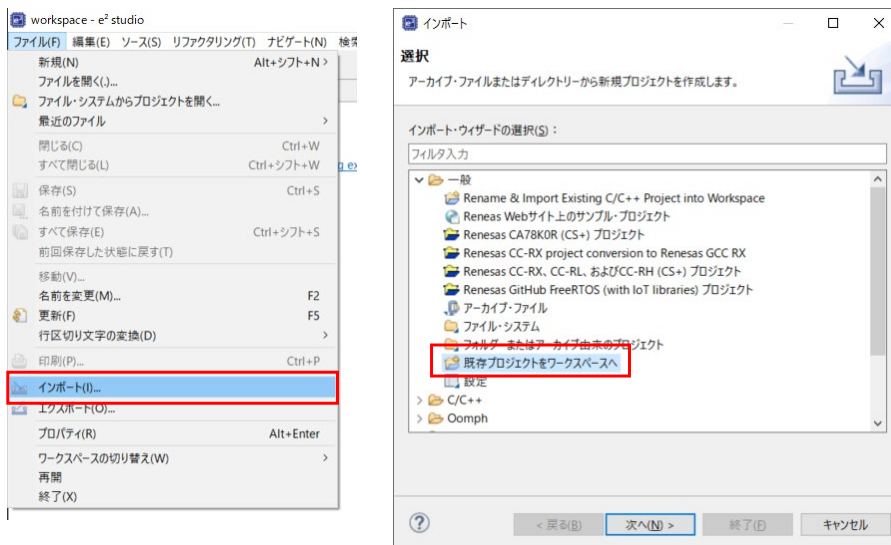 workspace - e² studio
ファイル(F) 編集(E) ソース(S) リファクタリング(T) ナビゲート(N) 検索
新規(N) Alt+シフト+N >
ファイルを開く(.)...
ファイル・システムからプロジェクトを開く...
最近のファイル >
閉じる(C) Ctrl+W
すべて閉じる(L) Ctrl+シフト+W
g ex
保存(S) Ctrl+S
名前を付けて保存(A)...
すべて保存(E) Ctrl+シフト+S
前回保存した状態に戻す(T)
移動(V)...
名前を変更(M)... F2
更新(F) F5
行区切り文字の変換(D) >
印刷(P)... Ctrl+P
インポート(I)...
エクスポート(O)...
プロパティ(R) Alt+Enter
ワークスペースの切り替え(W) >
再開
終了(X)
インポート
選択
アーカイブ・ファイルまたはディレクトリーから新規プロジェクトを作成します。
インポート・ウィザードの選択(S)：
フィルタ入力
一般
Rename & Import Existing C/C++ Project into Workspace
Reneas Webサイト上のサンプル・プロジェクト
Renesas CA78K0R (CS+) プロジェクト
Renesas CC-RX project conversion to Renesas GCC RX
Renesas CC-RX、CC-RL、およびCC-RH (CS+) プロジェクト
Renesas GitHub FreeRTOS (with IoT libraries) プロジェクト
アーカイブ・ファイル
ファイル・システム
フォルダーまたはアーカイブ由来のプロジェクト
既存プロジェクトをワークスペースへ
設定
C/C++
Oomph
< 戻る(B) 次へ(N) > 終了(F) キャンセル